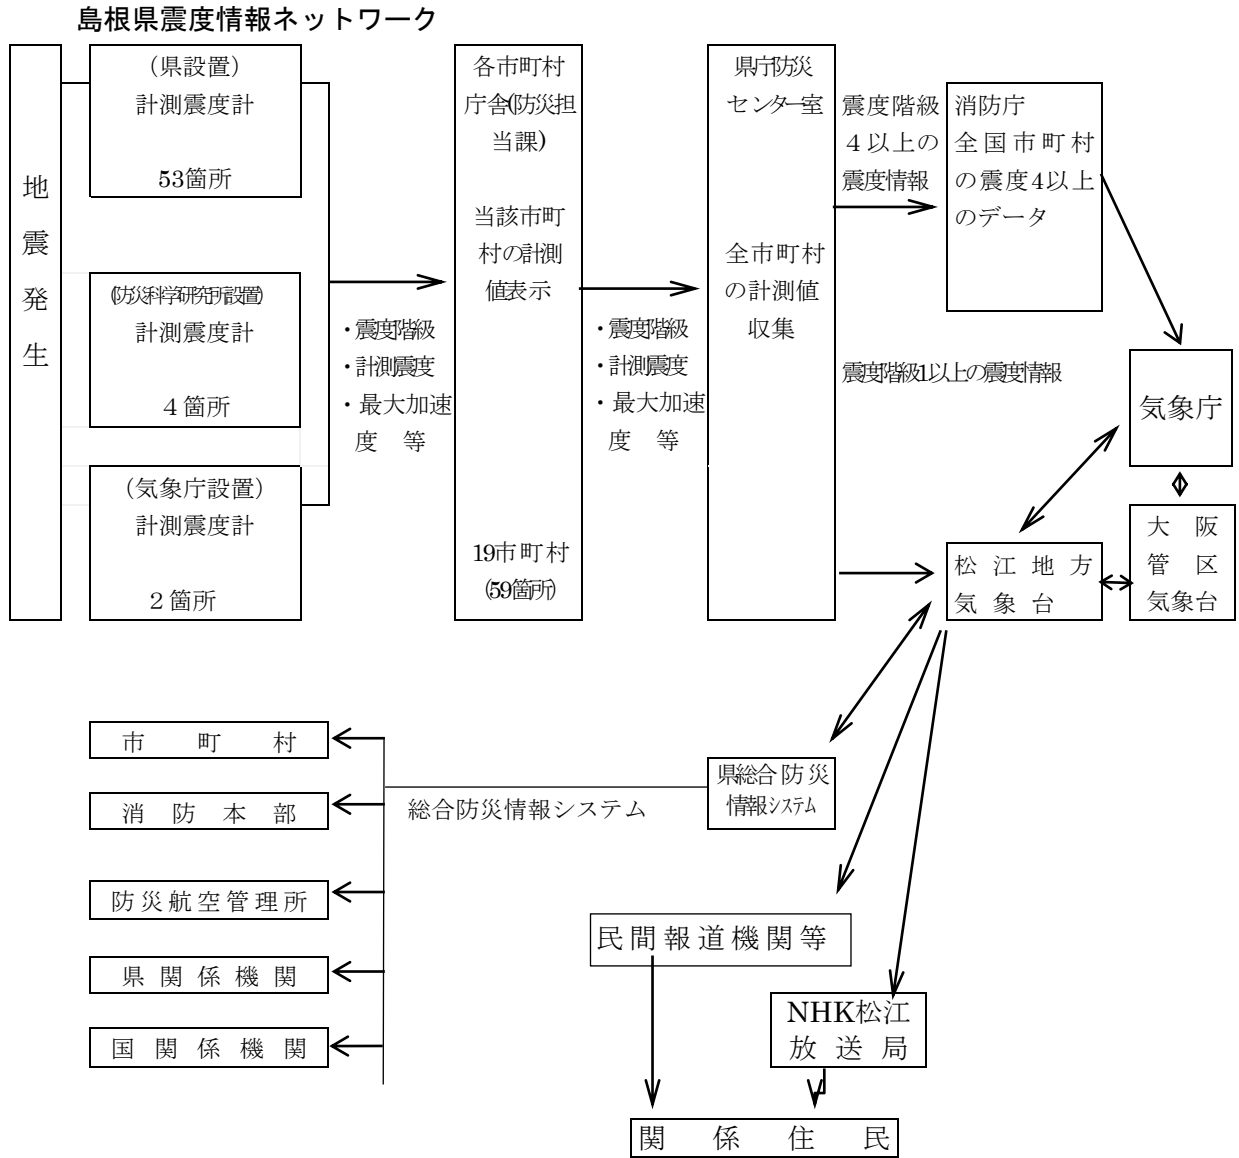 島根県震度情報ネットワーク
地
震
発
生
（県設置）
計測震度計
53箇所
(防災科学研究所設置)
計測震度計
４箇所
（気象庁設置）
計測震度計
２箇所
・震度階級
・計測震度
・最大加速
度　等
各市町村
庁舎(防災担
当課)
当該市町
村の計測
値表示
19市町村
(59箇所)
・震度階級
・計測震度
・最大加速
度　等
県庁防災
センター室
全市町村
の計測値
収集
震度階級
４以上の
震度情報
消防庁
全国市町村
の震度4以上
のデータ
震度階級1以上の震度情報
気象庁
松江地方
気象台
大阪
管区
気象台
県総合防災
情報システム
総合防災情報システム
市町村
消防本部
防災航空管理所
県関係機関
国関係機関
民間報道機関等
NHK松江
放送局
関係住民